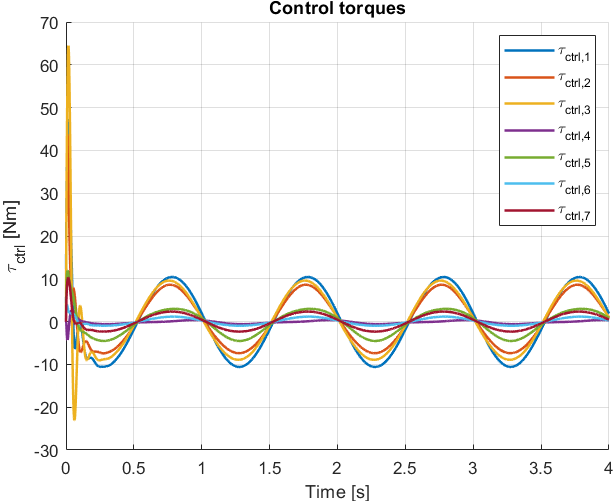 Control torques
τctrl [Nm]
70
60
50
40
30
20
10
0
-10
-20
-30
τctrl,1
τctrl,2
τctrl,3
τctrl,4
τctrl,5
τctrl,6
τctrl,7
0 0.5 1 1.5 2 2.5 3 3.5 4
Time [s]